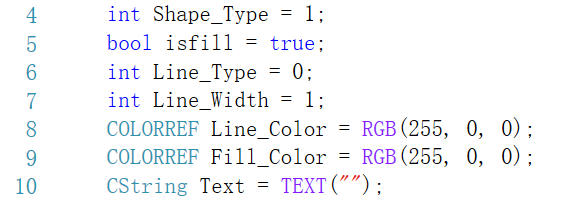 4 int Shape_Type = 1;
5 bool isfill = true;
6 int Line_Type = 0;
7 int Line_Width = 1;
8 COLORREF Line_Color = RGB(255, 0, 0);
9 COLORREF Fill_Color = RGB(255, 0, 0);
10 CString Text = TEXT("");